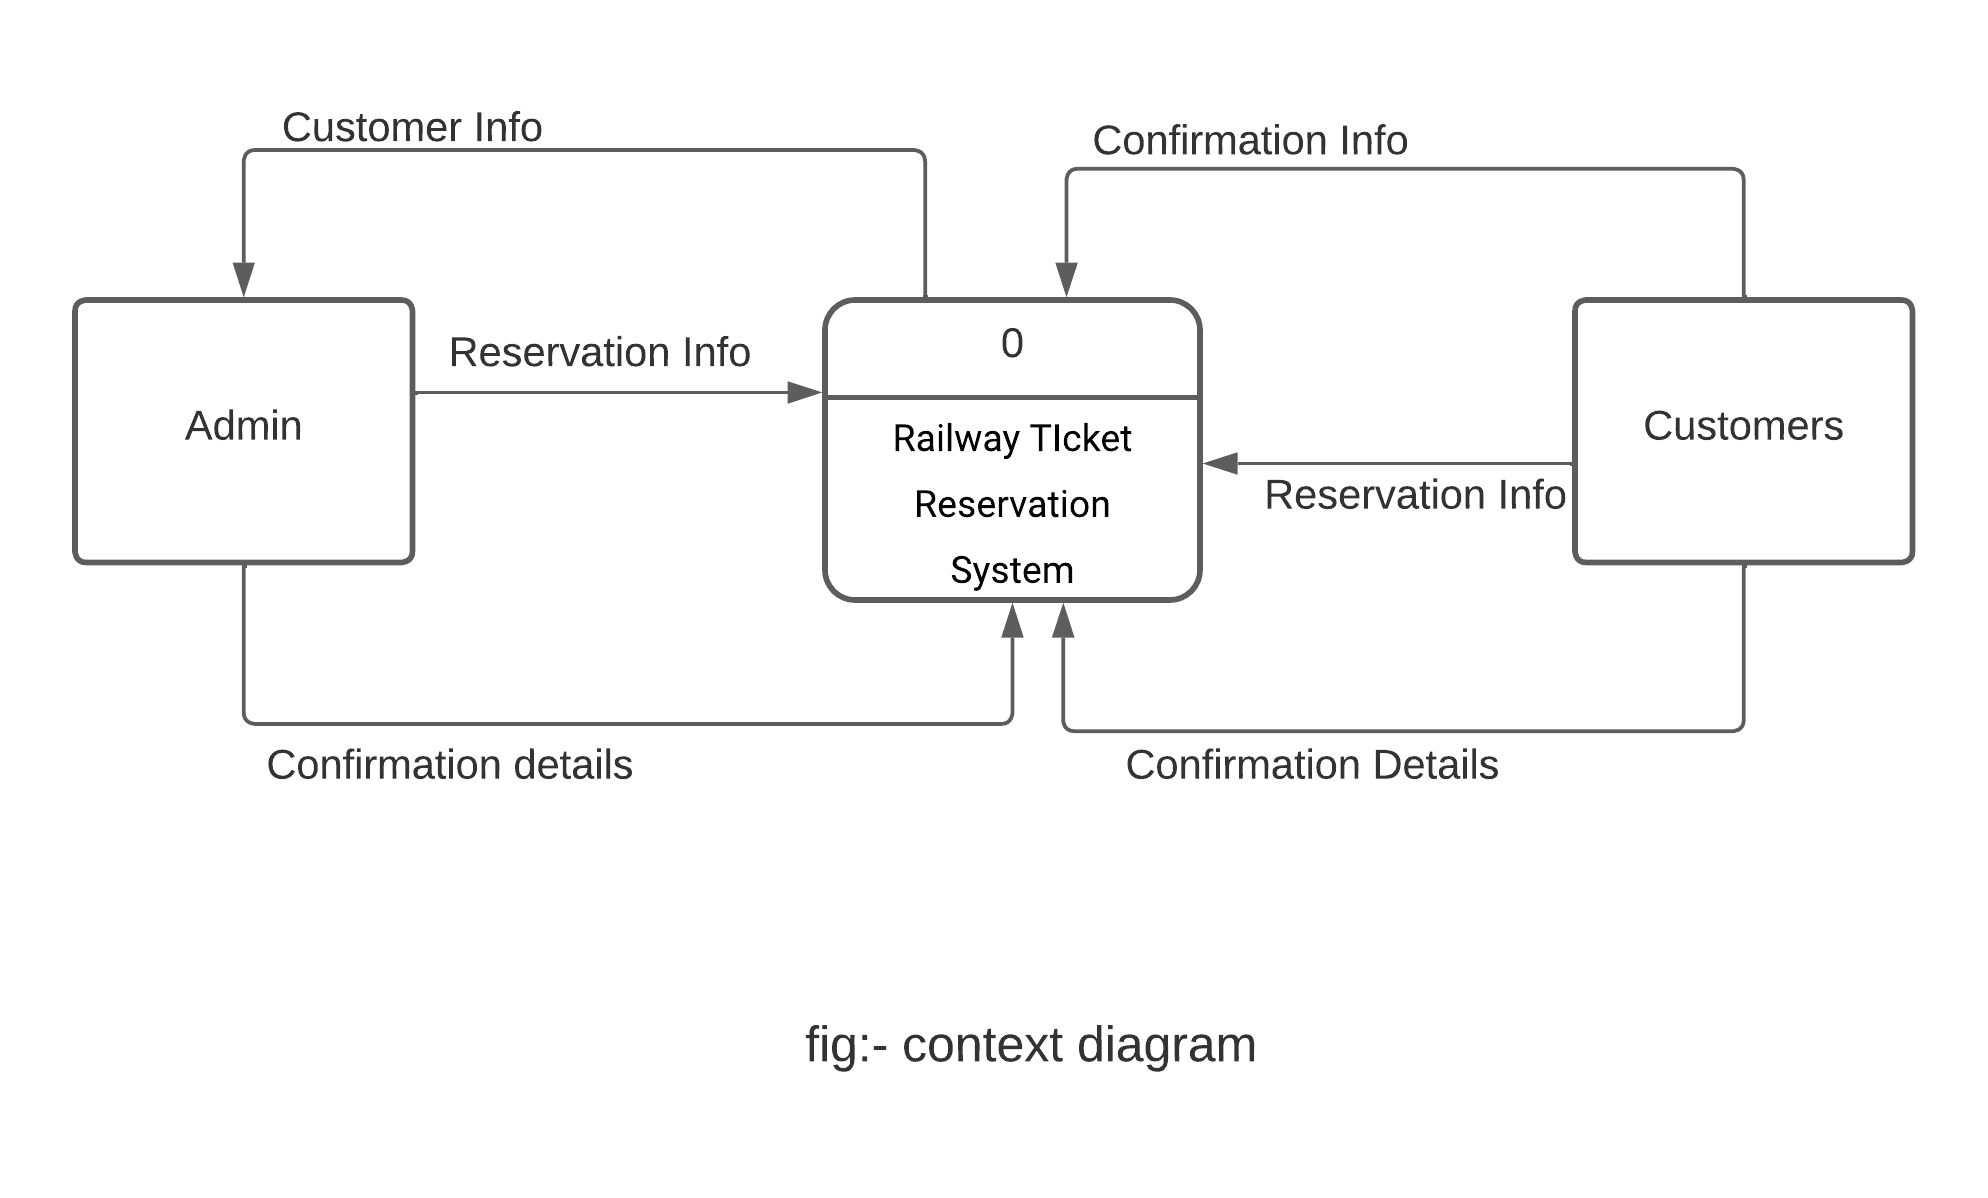 Customer Info
Confirmation Info
0
Reservation Info
Admin
Railway TIcket
Reservation
System
Customers
Reservation Info
Confirmation details
Confirmation Details
fig:- context diagram